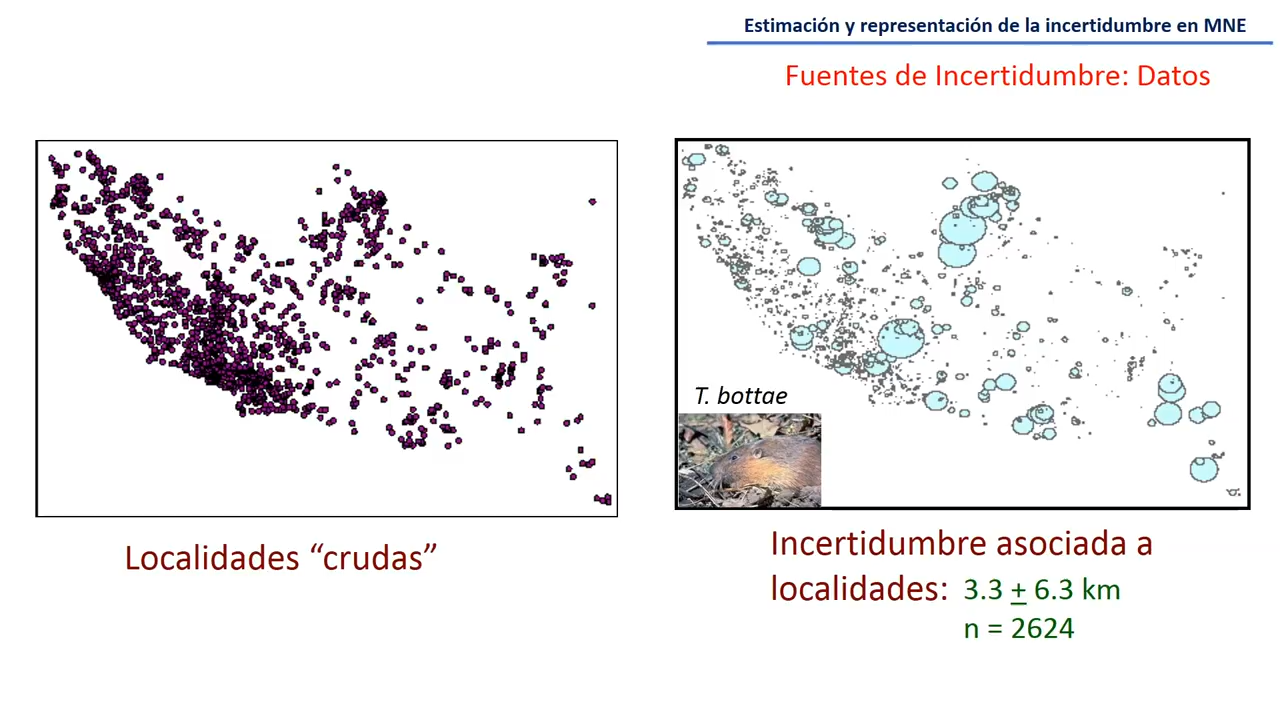 Estimación y representación de la incertidumbre en MNE
Fuentes de Incertidumbre: Datos
T. bottae
Localidades “crudas”
Incertidumbre asociada a
localidades: 3.3 ± 6.3 km
n = 2624